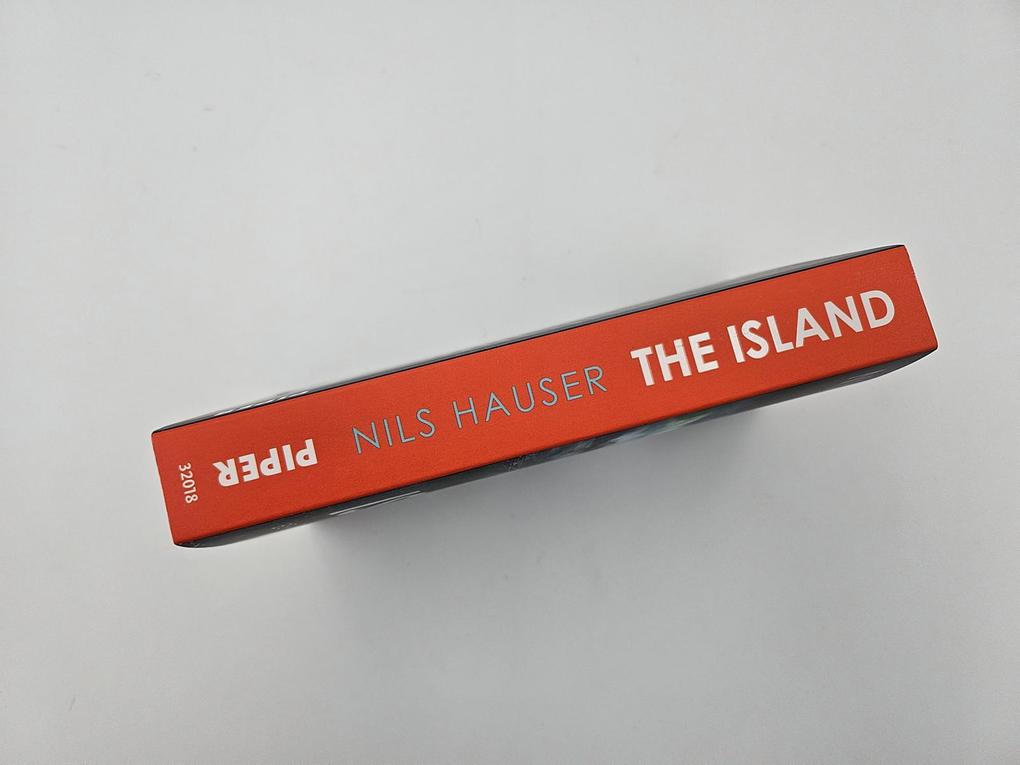 NILS HAUSER THE ISLAND
PIPER
32018